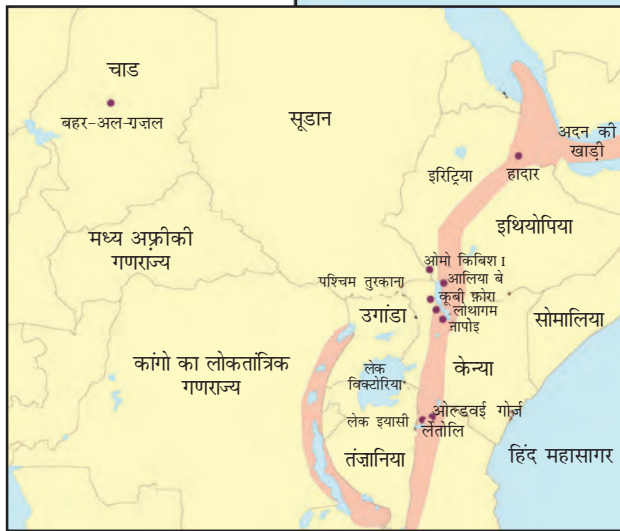 चाड
बहर-अल-ग़ज़ल
सूडान
अदन की
खाड़ी
इरिट्रिया
हादार
इथियोपिया
मध्य अफ़्रीकी
गणराज्य
ओमो किबिश I
पश्चिम तुरकाना
आलिया बे
कूबी फ़ोरा
लोथागम
नापोइ
उगांडा
सोमालिया
कांगो का लोकतांत्रिक
गणराज्य
लेक
विक्टोरिया
केन्या
लेक इयासी
ओल्डवई गोर्ज
लेतोलि
तंज़ानिया
हिंद महासागर